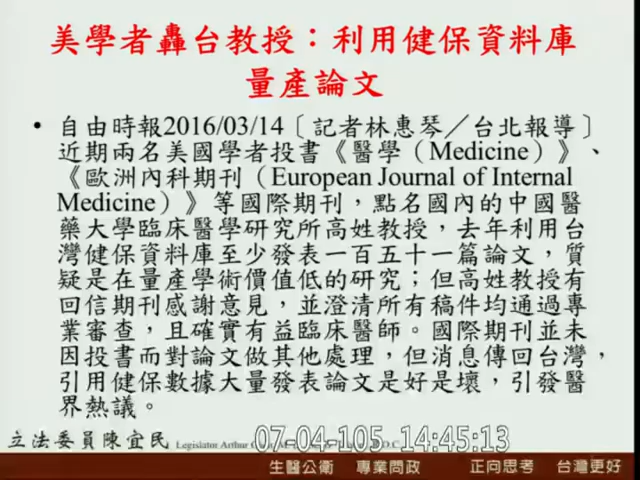 美學者轟台教授：利用健保資料庫
量產論文
• 自由時報2016/03/14〔記者林惠琴／台北報導〕
近期兩名美國學者投書《醫學（Medicine）》、
《歐洲內科期刊（European Journal of Internal
Medicine）》等國際期刊，點名國內的中國醫
藥大學臨床醫學研究所高姓教授，去年利用台
灣健保資料庫至少發表一百五十一篇論文，質
疑是在量產學術價值低的研究；但高姓教授有
回信期刊感謝意見，並澄清所有稿件均通過專
業審查，且確實有益臨床醫師。國際期刊並未
因投書而對論文做其他處理，但消息傳回台灣，
引用健保數據大量發表論文是好是壞，引發醫
界熱議。
立法委員陳宜民 Legislator Arthur
07-04-105 14:45:13
生醫公衛 專業問政 正向思考 台灣更好